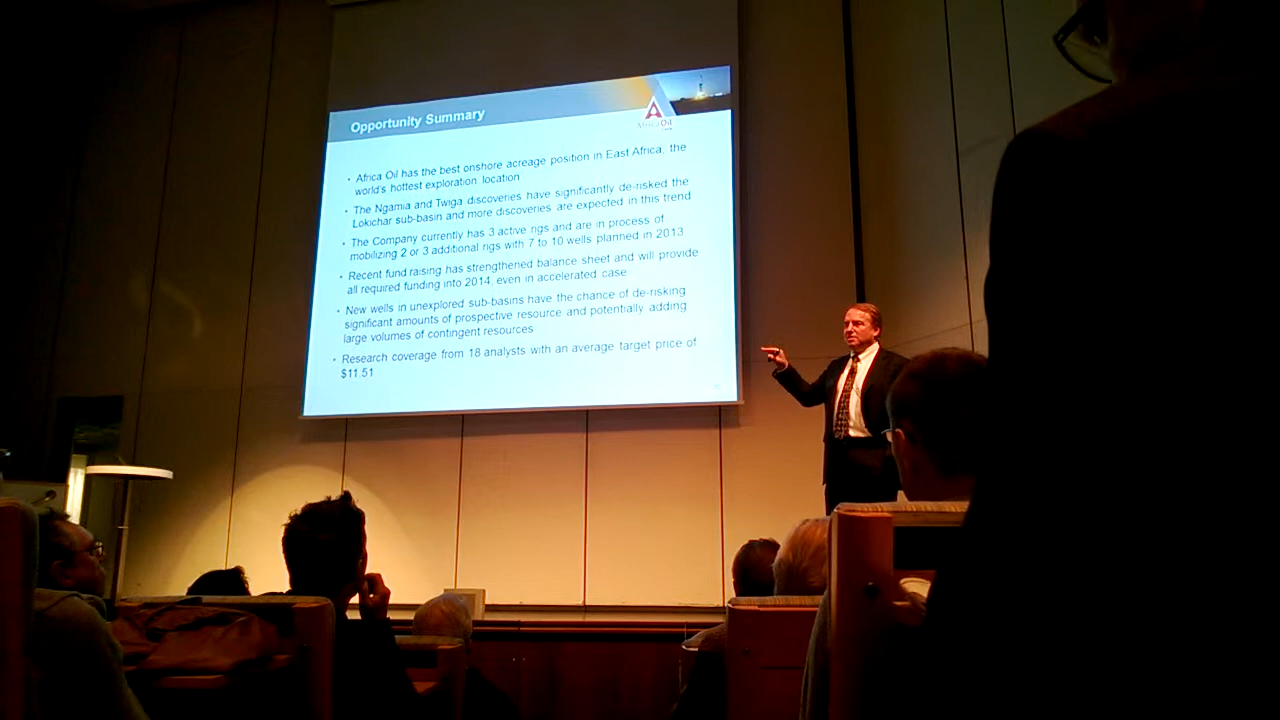 Opportunity Summary
Africa Oil
• Africa Oil has the best onshore acreage position in East Africa, the
world's hottest exploration location
• The Ngamia and Twiga discoveries have significantly de-risked the
Lokichar sub-basin and more discoveries are expected in this trend
• The Company currently has 3 active rigs and are in process of
mobilizing 2 or 3 additional rigs with 7 to 10 wells planned in 2013
• Recent fund raising has strengthened balance sheet and will provide
all required funding into 2014, even in accelerated case
• New wells in unexplored sub-basins have the chance of de-risking
significant amounts of prospective resource and potentially adding
large volumes of contingent resources
• Research coverage from 18 analysts with an average target price of
$11.51